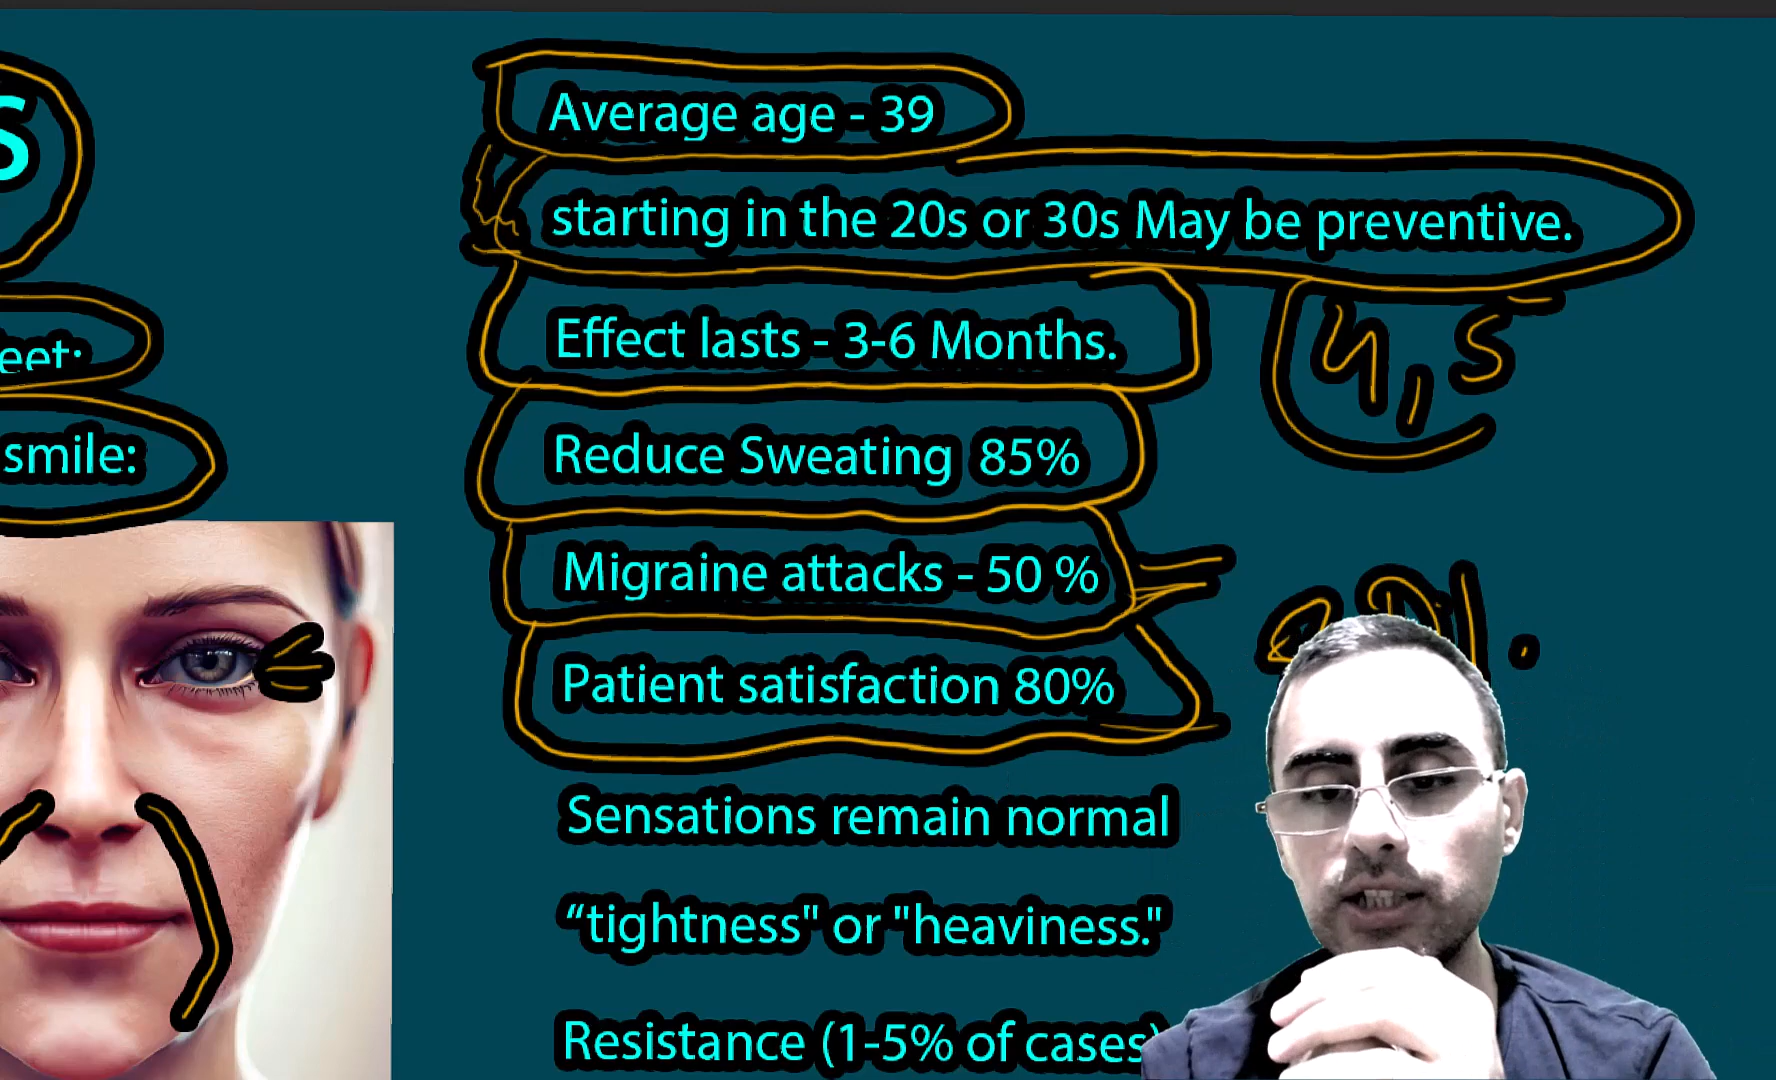 S
eet:
smile:
Average age - 39
starting in the 20s or 30s May be preventive.
Effect lasts - 3-6 Months.
4,5
Reduce Sweating 85%
Migraine attacks - 50 %
Patient satisfaction 80%
Sensations remain normal
“tightness" or "heaviness."
Resistance (1-5% of cases)